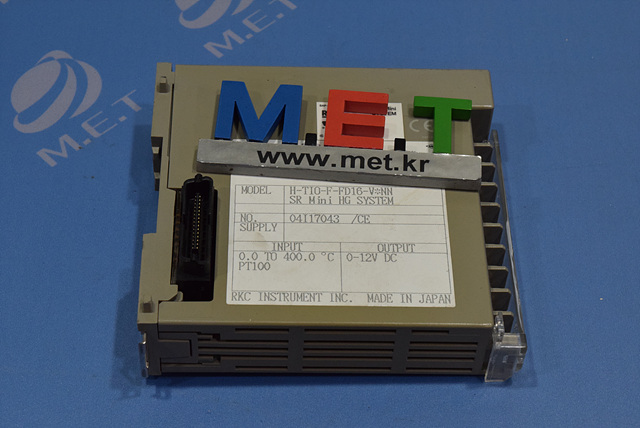 M.E.T
M.E.T
M.E.T
www.met.kr
MODEL H-TIO-F-FD16-V*NN
SR Mini HG SYSTEM
NO. 04I17043 /CE
SUPPLY
INPUT OUTPUT
0.0 TO 400.0 °C 0-12V DC
PT100
RKC INSTRUMENT INC. MADE IN JAPAN